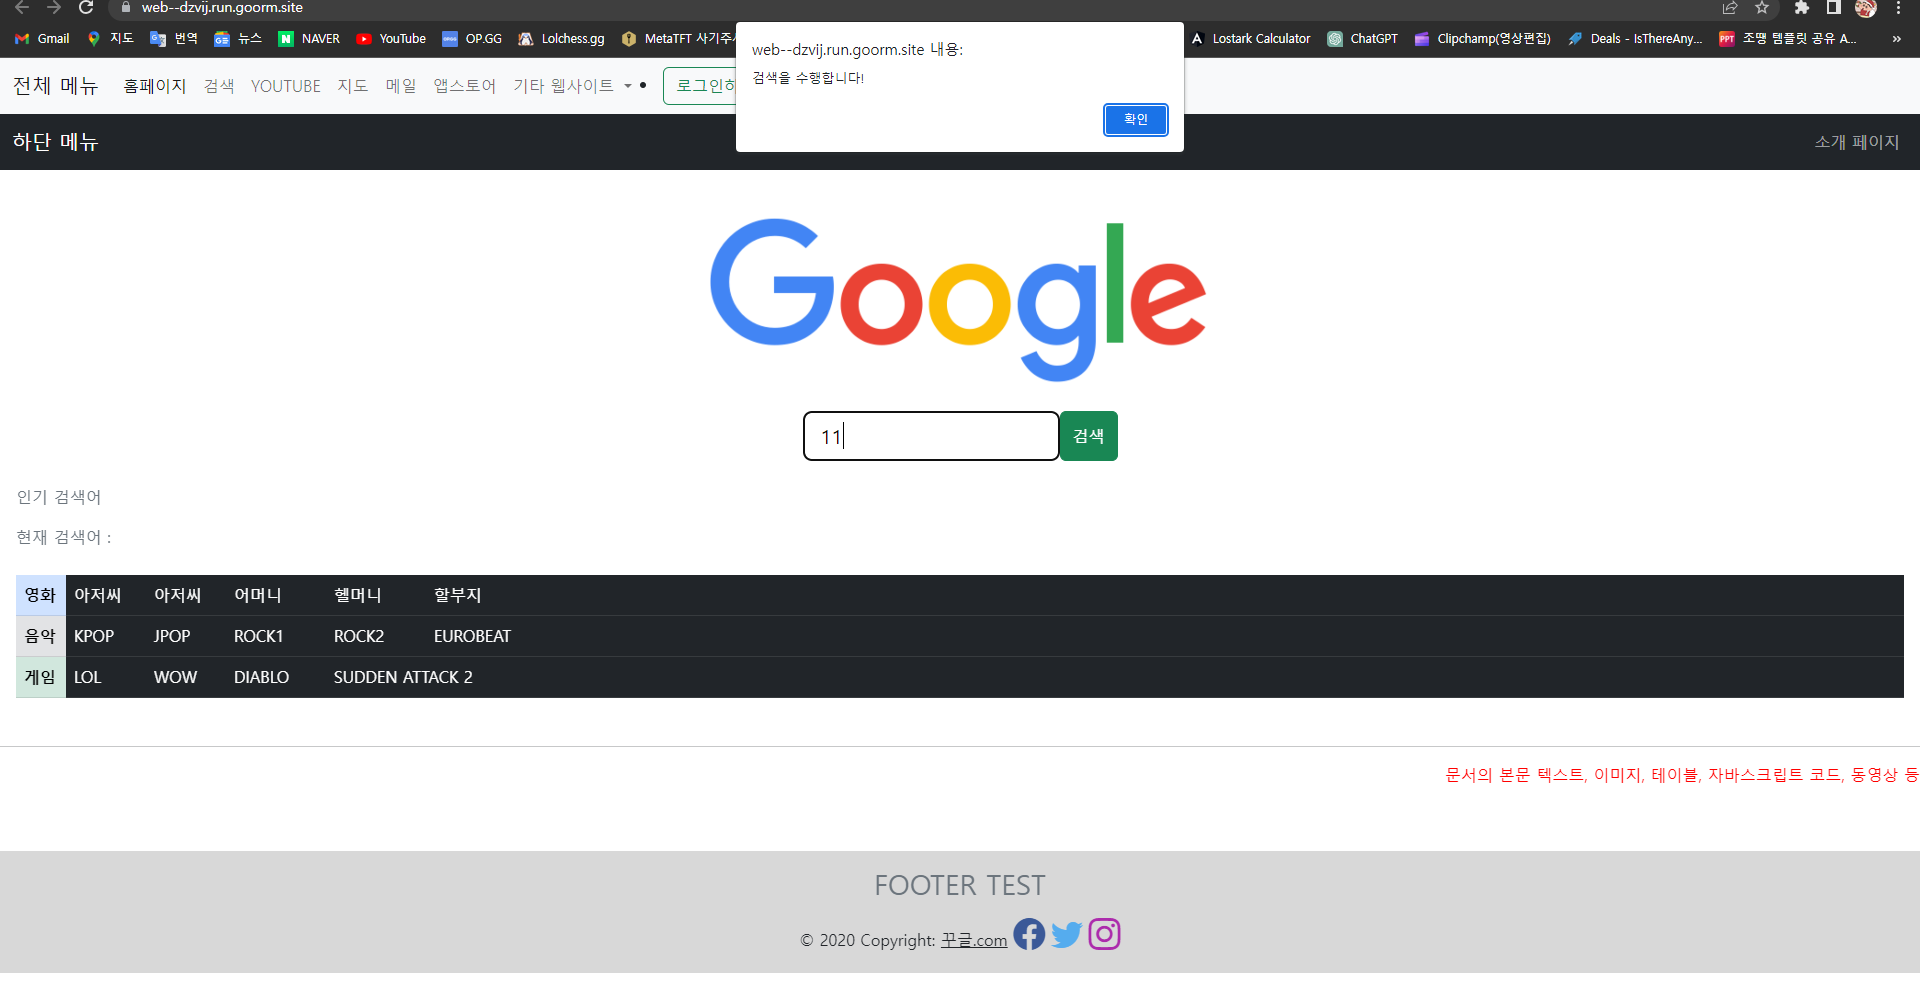 web--dzvij.run.goorm.site
Gmail 지도 번역 뉴스 NAVER YouTube OP.GG Lolchess.gg MetaTFT Lostark Calculator ChatGPT Clipchamp(영상편집) Deals - IsThereAny... 조땡 템플릿 공유 A... »
web--dzvij.run.goorm.site 내용:
검색을 수행합니다!
확인
전체 메뉴 홈페이지 검색 YOUTUBE 지도 메일 앱스토어 기타 웹사이트 로그인
하단 메뉴 소개 페이지
Google
11 검색
인기 검색어
현재 검색어 :
영화 아저씨 아저씨 어머니 헬머니 할부지
음악 KPOP JPOP ROCK1 ROCK2 EUROBEAT
게임 LOL WOW DIABLO SUDDEN ATTACK 2
문서의 본문 텍스트, 이미지, 테이블, 자바스크립트 코드, 동영상 등
FOOTER TEST
© 2020 Copyright: 꾸글.com